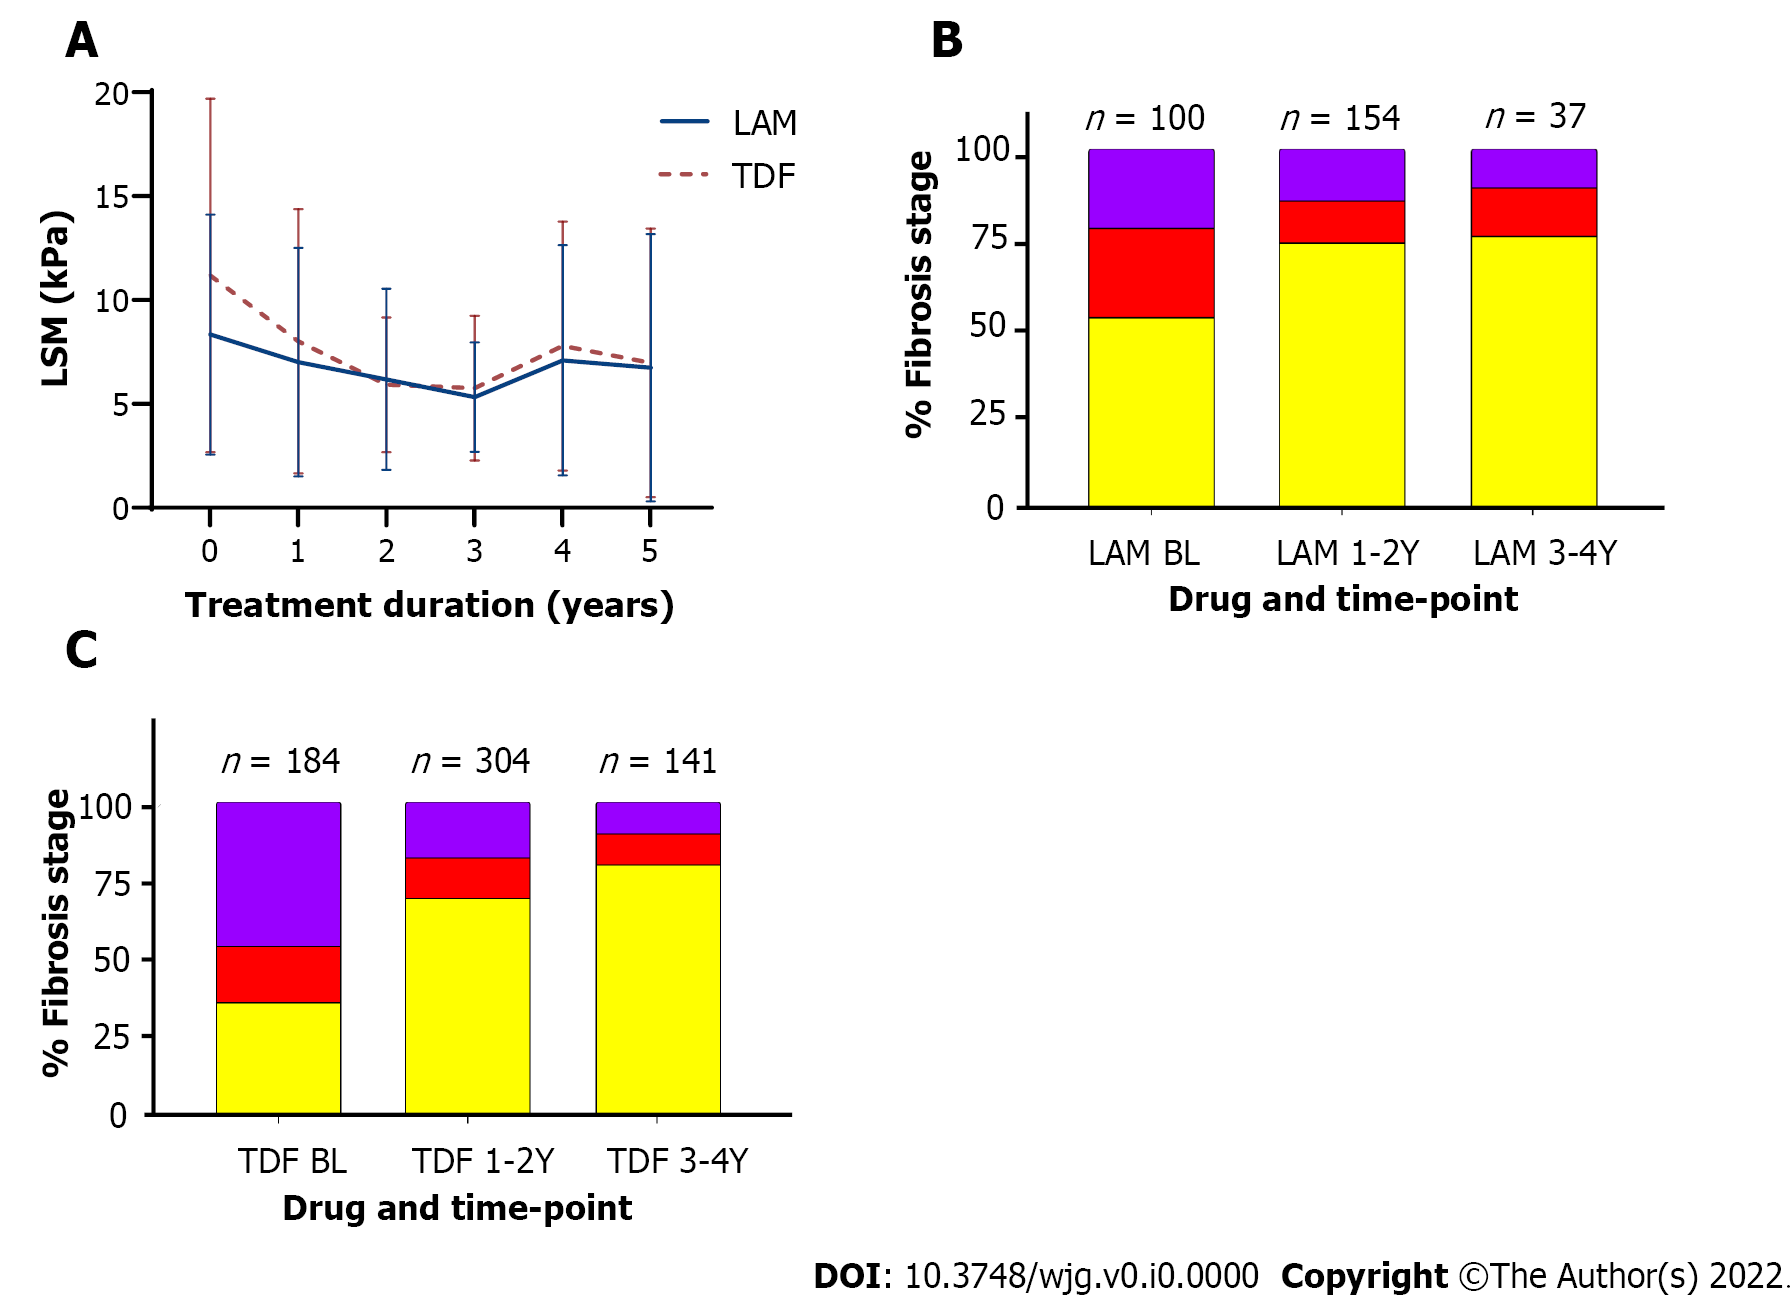 A
20
15
10
5
0
LSM (kPa)
LAM
TDF
0 1 2 3 4 5
Treatment duration (years)
B
n = 100 n = 154 n = 37
100
75
50
25
0
% Fibrosis stage
LAM BL LAM 1-2Y LAM 3-4Y
Drug and time-point
C
n = 184 n = 304 n = 141
100
75
50
25
0
% Fibrosis stage
TDF BL TDF 1-2Y TDF 3-4Y
Drug and time-point
DOI: 10.3748/wjg.v0.i0.0000 Copyright ©The Author(s) 2022.